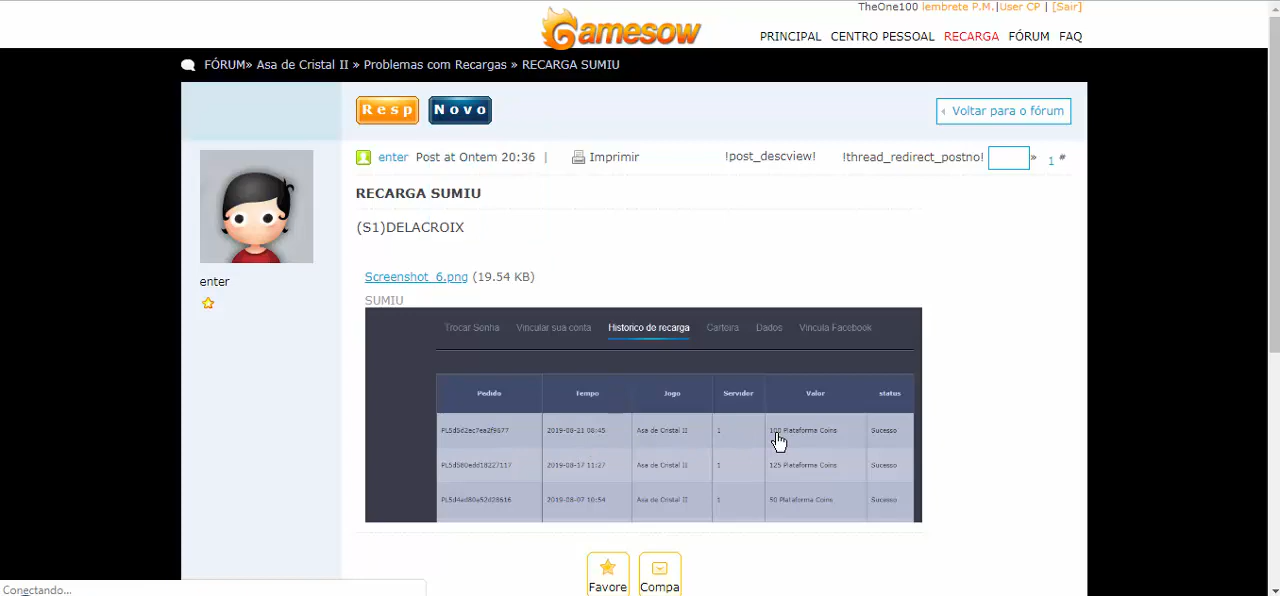 TheOne100 lembrete P.M.|User CP | [Sair]
Gamesow
PRINCIPAL CENTRO PESSOAL RECARGA FÓRUM FAQ
FÓRUM» Asa de Cristal II » Problemas com Recargas » RECARGA SUMIU
Resp Novo
Voltar para o fórum
enter Post at Ontem 20:36 | Imprimir !post_descview! !thread_redirect_postno! » 1 #
RECARGA SUMIU
(S1)DELACROIX
enter
Screenshot_6.png (19.54 KB)
SUMIU
Trocar Senha Vincular sua conta Historico de recarga Carteira Dados Vincula Facebook
Pedido Tempo Jogo Servidor Valor status
2019-08-21 08:45 Asa de Cristal II 1 Plataforma Coins Sucesso
2019-08-17 11:27 Asa de Cristal II 1 125 Plataforma Coins Sucesso
2019-08-07 10:54 Asa de Cristal II 1 50 Plataforma Coins Sucesso
Favore Compa
Conectando...